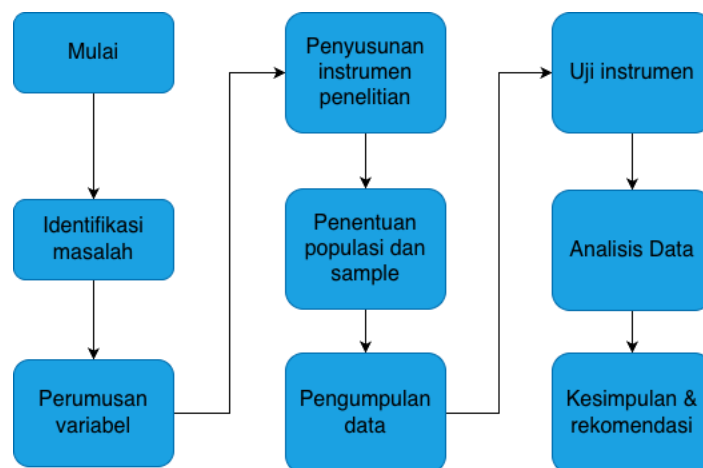 Mulai
Identifikasi
masalah
Perumusan
variabel
Penyusunan
instrumen
penelitian
Penentuan
populasi dan
sample
Pengumpulan
data
Uji instrumen
Analisis Data
Kesimpulan &
rekomendasi